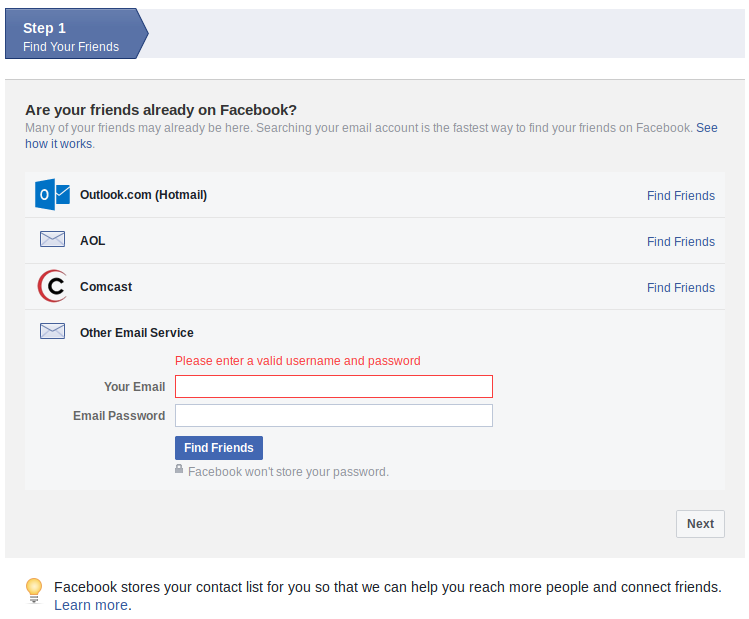 Step 1
Find Your Friends
Are your friends already on Facebook?
Many of your friends may already be here. Searching your email account is the fastest way to find your friends on Facebook. See
how it works.
Outlook.com (Hotmail) Find Friends
AOL Find Friends
Comcast Find Friends
Other Email Service
Please enter a valid username and password
Your Email
Email Password
Find Friends
Facebook won't store your password.
Next
Facebook stores your contact list for you so that we can help you reach more people and connect friends.
Learn more.